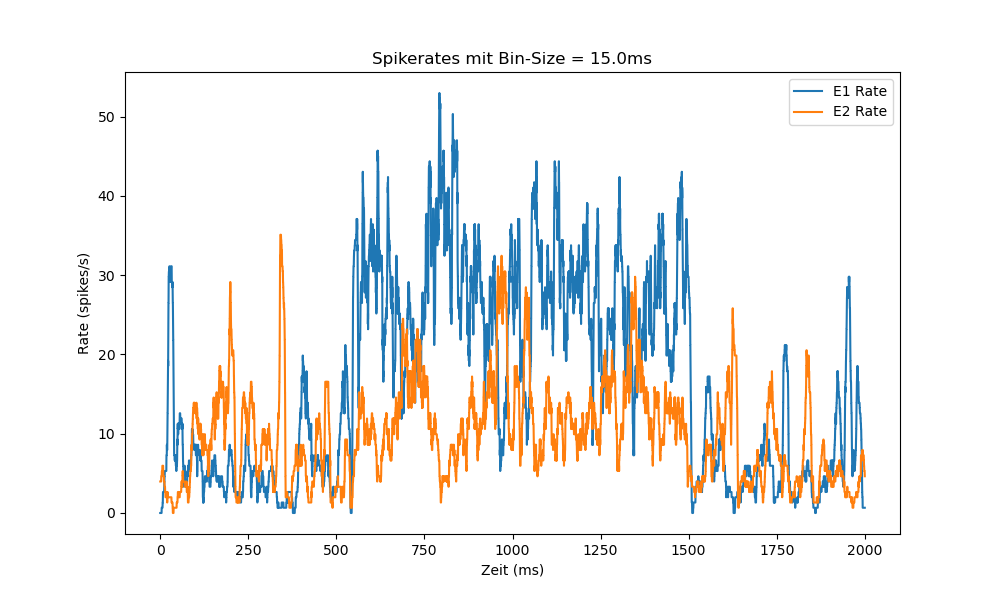 Spikerates mit Bin-Size = 15.0ms
E1 Rate
E2 Rate
Rate (spikes/s)
50
40
30
20
10
0
0 250 500 750 1000 1250 1500 1750 2000
Zeit (ms)